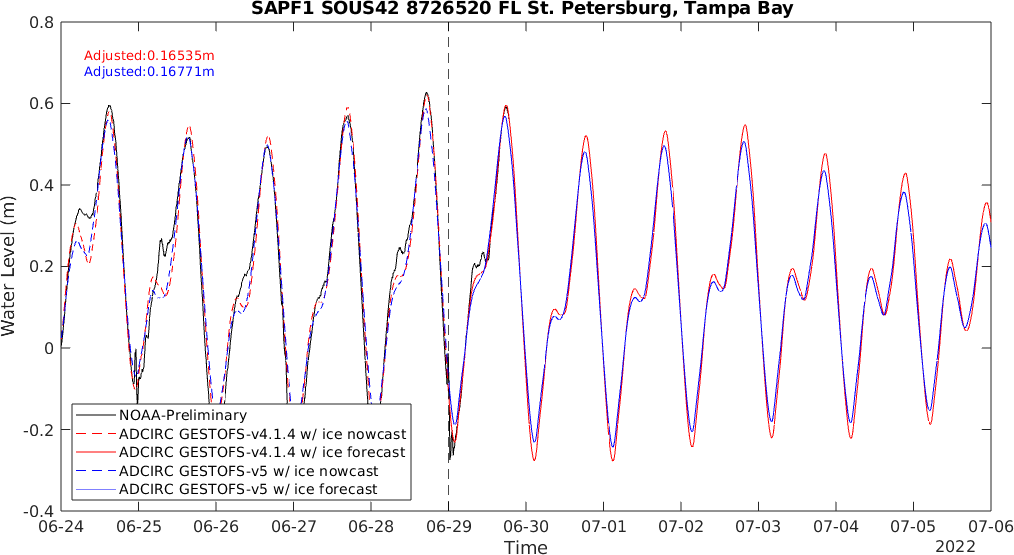 SAPF1 SOUS42 8726520 FL St. Petersburg, Tampa Bay
Adjusted:0.16535m
Adjusted:0.16771m
Water Level (m)
0.8
0.6
0.4
0.2
0
-0.2
-0.4
NOAA-Preliminary
ADCIRC GESTOFS-v4.1.4 w/ ice nowcast
ADCIRC GESTOFS-v4.1.4 w/ ice forecast
ADCIRC GESTOFS-v5 w/ ice nowcast
ADCIRC GESTOFS-v5 w/ ice forecast
06-24 06-25 06-26 06-27 06-28 06-29 06-30 07-01 07-02 07-03 07-04 07-05 07-06
Time
2022